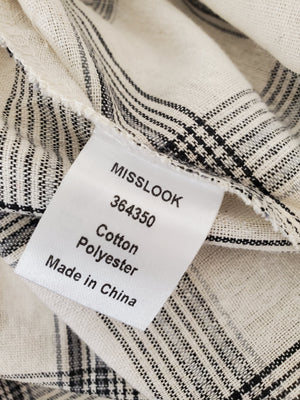 MISSLOOK
364350
Cotton
Polyester
Made in China